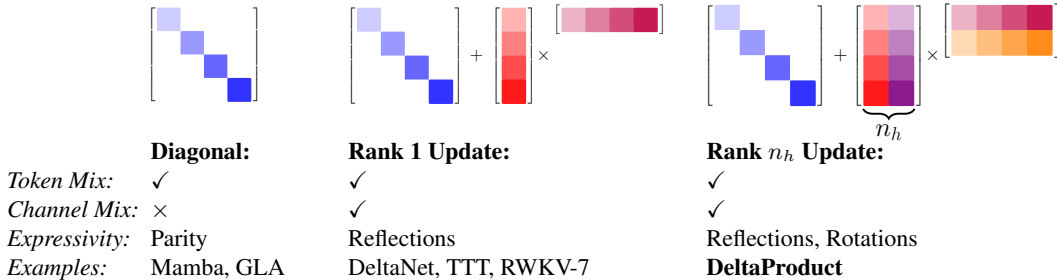 + × + ×
n_h
Diagonal: Rank 1 Update: Rank n_h Update:
Token Mix: ✓ ✓ ✓
Channel Mix: × ✓ ✓
Expressivity: Parity Reflections Reflections, Rotations
Examples: Mamba, GLA DeltaNet, TTT, RWKV-7 DeltaProduct